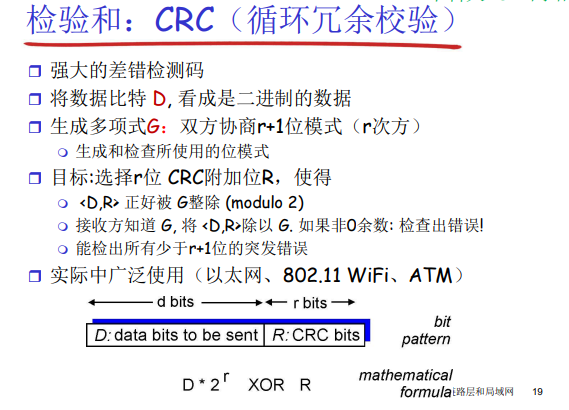 检验和：CRC（循环冗余校验）
强大的差错检测码
将数据比特 D, 看成是二进制的数据
生成多项式G：双方协商r+1位模式（r次方）
生成和检查所使用的位模式
目标:选择r位 CRC附加位R，使得
<D,R> 正好被 G整除 (modulo 2)
接收方知道 G, 将 <D,R>除以 G. 如果非0余数: 检查出错误!
能检出所有少于r+1位的突发错误
实际中广泛使用（以太网、802.11 WiFi、ATM）
d bits
r bits
D: data bits to be sent
R: CRC bits
bit
pattern
D * 2 r XOR R
mathematical
formula
路层和局域网 19